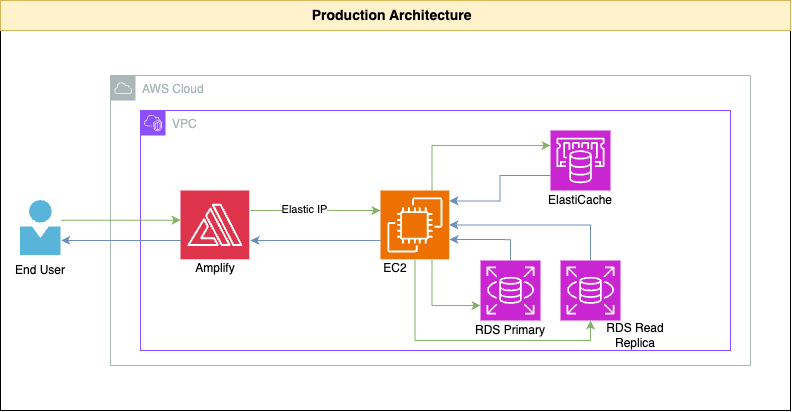 Production Architecture
AWS Cloud
VPC
ElastiCache
Elastic IP
End User
Amplify
EC2
RDS Primary
RDS Read
Replica